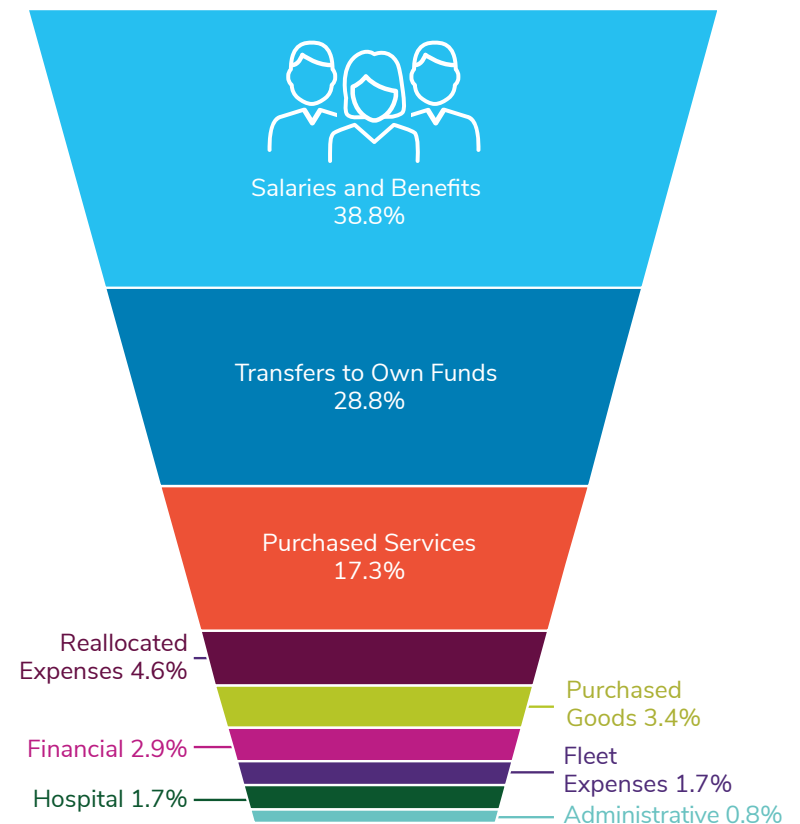 Salaries and Benefits
38.8%
Transfers to Own Funds
28.8%
Purchased Services
17.3%
Reallocated
Expenses 4.6%
Purchased
Goods 3.4%
Financial 2.9%
Fleet
Expenses 1.7%
Hospital 1.7%
Administrative 0.8%